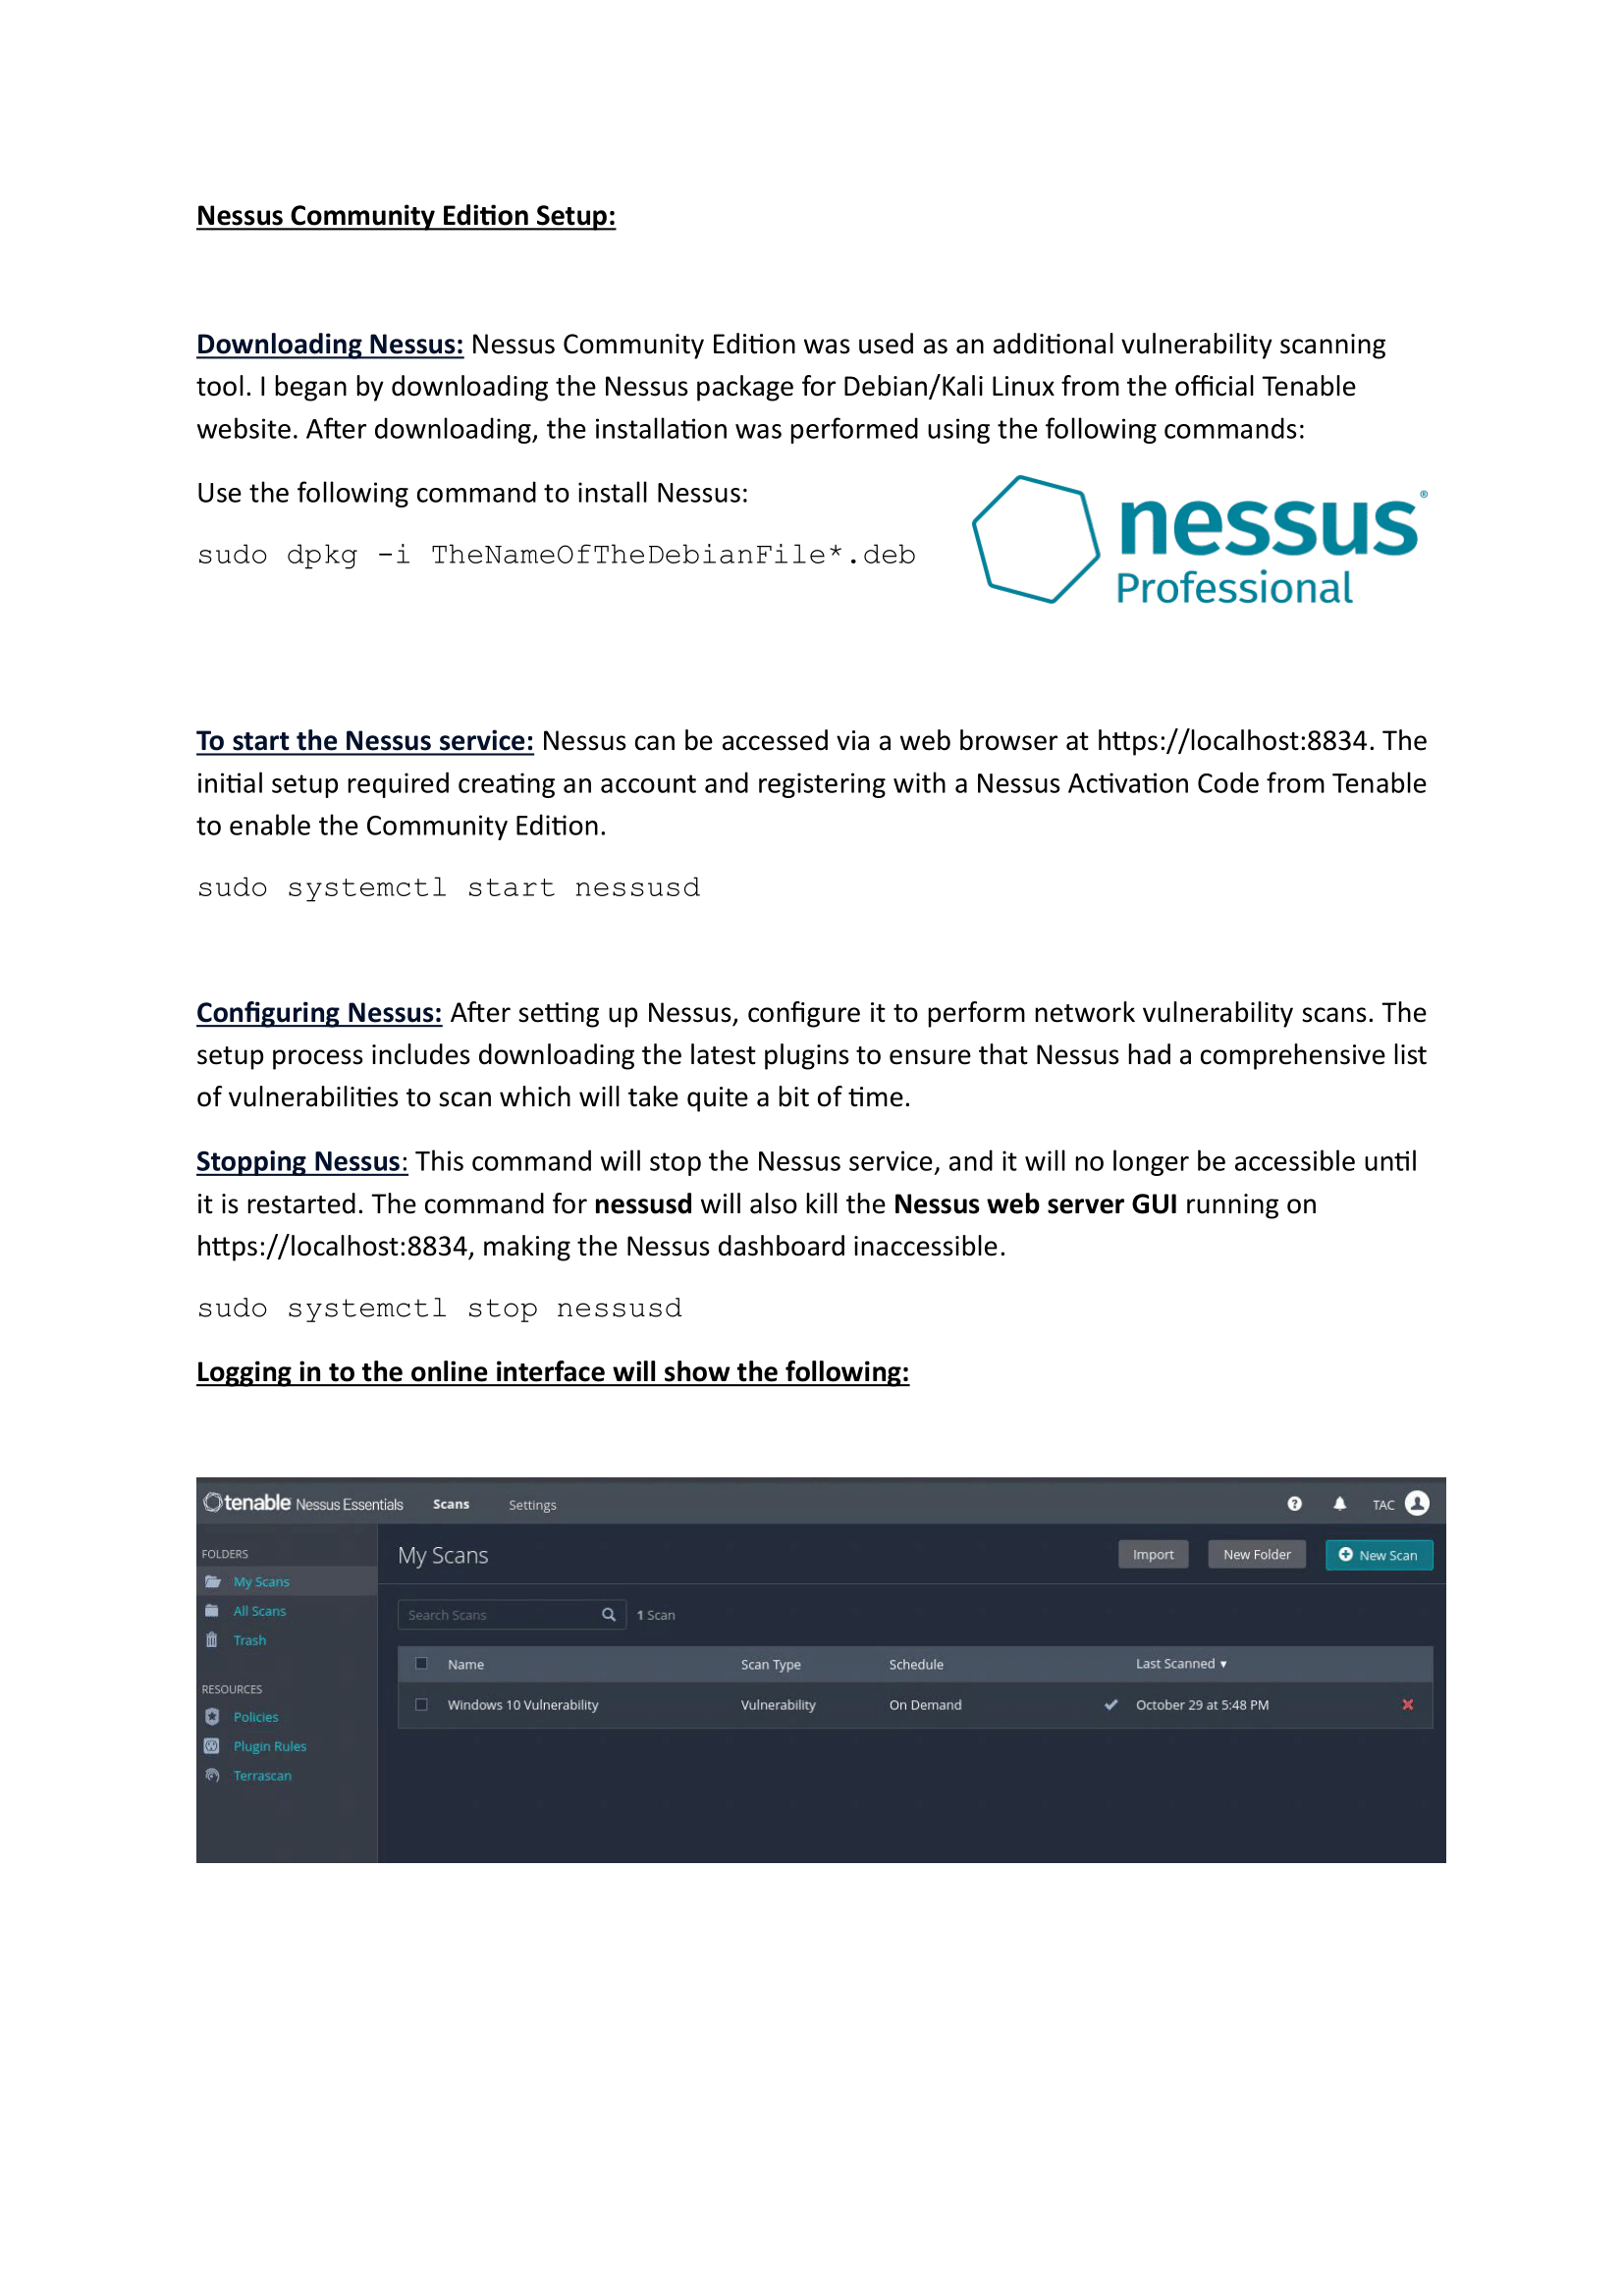 Nessus Community Edition Setup:
Downloading Nessus: Nessus Community Edition was used as an additional vulnerability scanning
tool. I began by downloading the Nessus package for Debian/Kali Linux from the official Tenable
website. After downloading, the installation was performed using the following commands:
Use the following command to install Nessus:
sudo dpkg -i TheNameOfTheDebianFile*.deb
nessus®
Professional
To start the Nessus service: Nessus can be accessed via a web browser at https://localhost:8834. The
initial setup required creating an account and registering with a Nessus Activation Code from Tenable
to enable the Community Edition.
sudo systemctl start nessusd
Configuring Nessus: After setting up Nessus, configure it to perform network vulnerability scans. The
setup process includes downloading the latest plugins to ensure that Nessus had a comprehensive list
of vulnerabilities to scan which will take quite a bit of time.
Stopping Nessus: This command will stop the Nessus service, and it will no longer be accessible until
it is restarted. The command for nessusd will also kill the Nessus web server GUI running on
https://localhost:8834, making the Nessus dashboard inaccessible.
sudo systemctl stop nessusd
Logging in to the online interface will show the following:
tenable Nessus Essentials Scans Settings ? TAC
FOLDERS
My Scans
All Scans
Trash
RESOURCES
Policies
Plugin Rules
Terrascan
My Scans Import New Folder New Scan
Search Scans 1 Scan
Name Scan Type Schedule Last Scanned ▼
Windows 10 Vulnerability Vulnerability On Demand October 29 at 5:48 PM